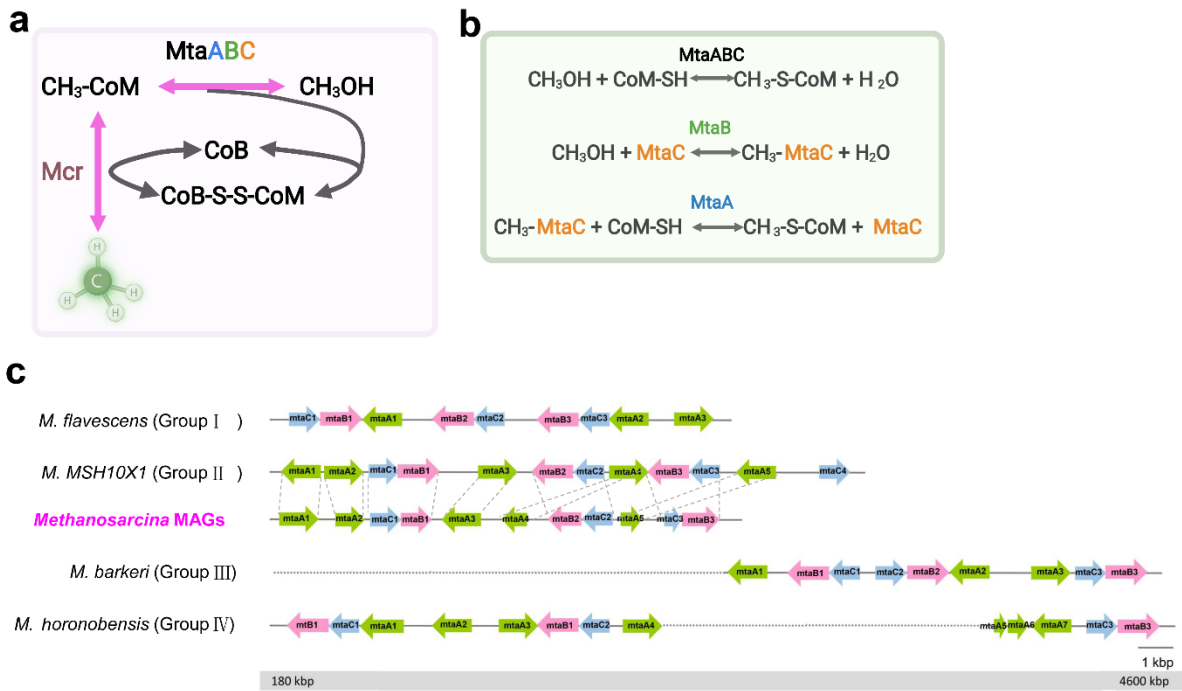 a
MtaABC
CH₃-CoM CH₃OH
Mcr
CoB
CoB-S-S-CoM
H
C
H H
H
b
MtaABC
CH₃OH + CoM-SH CH₃-S-CoM + H₂O
MtaB
CH₃OH + MtaC CH₃-MtaC + H₂O
MtaA
CH₃-MtaC + CoM-SH CH₃-S-CoM + MtaC
c
M. flavescens (Group Ⅰ )
mtaC1 mtaB1 mtaA1 mtaB2 mtaC2 mtaB3 mtaC3 mtaA2 mtaA3
M. MSH10X1 (Group Ⅱ )
mtaA1 mtaA2 mtaC1 mtaB1 mtaA3 mtaB2 mtaC2 mtaA4 mtaB3 mtaC3 mtaA5 mtaC4
Methanosarcina MAGs
mtaA1 mtaA2 mtaC1 mtaB1 mtaA3 mtaA4 mtaB2 mtaC2 mtaA5 mtaC3 mtaB3
M. barkeri (Group Ⅲ)
mtaA1 mtaB1 mtaC1 mtaC2 mtaB2 mtaA2 mtaA3 mtaC3 mtaB3
M. horonobensis (Group Ⅳ)
mtB1 mtaC1 mtaA1 mtaA2 mtaA3 mtaB1 mtaC2 mtaA4 mtaA5 mtaA6 mtaA7 mtaC3 mtaB3
1 kbp
180 kbp 4600 kbp